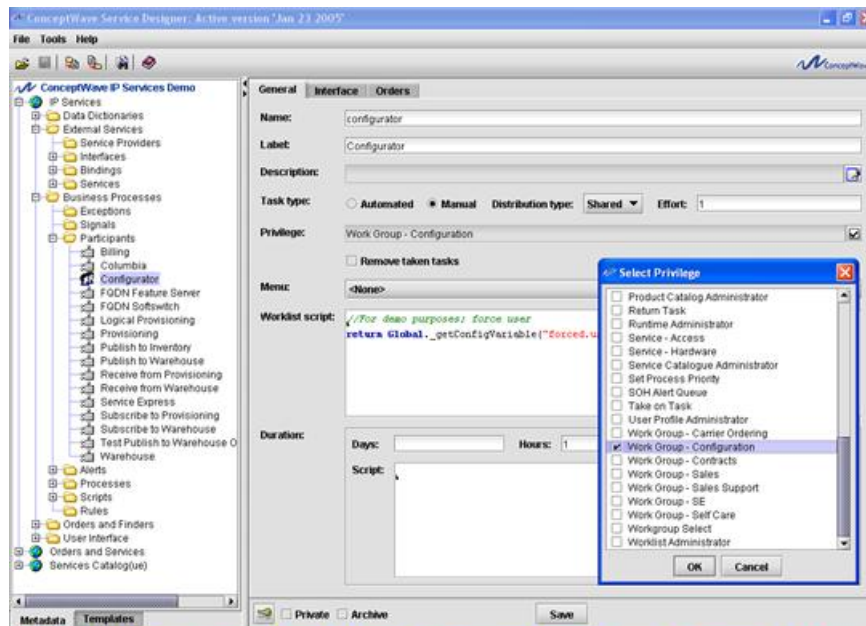 ConceptWave Service Designer: Active version "Jan 23 2005"
File Tools Help
ConceptWave
ConceptWave IP Services Demo
IP Services
Data Dictionaries
External Services
Service Providers
Interfaces
Bindings
Services
Business Processes
Exceptions
Signals
Participants
Billing
Columbia
Configurator
FQDN Feature Server
FQDN Softswitch
Logical Provisioning
Provisioning
Publish to Inventory
Publish to Warehouse
Receive from Provisioning
Receive from Warehouse
Service Express
Subscribe to Provisioning
Subscribe to Warehouse
Test Publish to Warehouse O
Warehouse
Alerts
Processes
Scripts
Rules
Orders and Finders
User Interface
Orders and Services
Services Catalog(ue)
Metadata Templates
General Interface Orders
Name: configurator
Label: Configurator
Description:
Task type: Automated Manual Distribution type: Shared Effort: 1
Privilege: Work Group - Configuration
Remove taken tasks
Menu: <None>
Worklist script: //For demo purposes: force user
return Global._getConfigVariable("forced.u
Duration:
Days: Hours: 1
Script:
Private Archive Save
Select Privilege
Product Catalog Administrator
Return Task
Runtime Administrator
Service - Access
Service - Hardware
Service Catalogue Administrator
Set Process Priority
SOH Alert Queue
Take on Task
User Profile Administrator
Work Group - Carrier Ordering
Work Group - Configuration
Work Group - Contracts
Work Group - Sales
Work Group - Sales Support
Work Group - SE
Work Group - Self Care
Workgroup Select
Worklist Administrator
OK Cancel